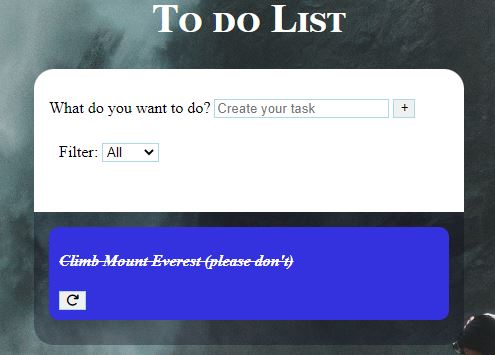 To do List
What do you want to do? Create your task +
Filter: All
Climb Mount Everest (please don't)